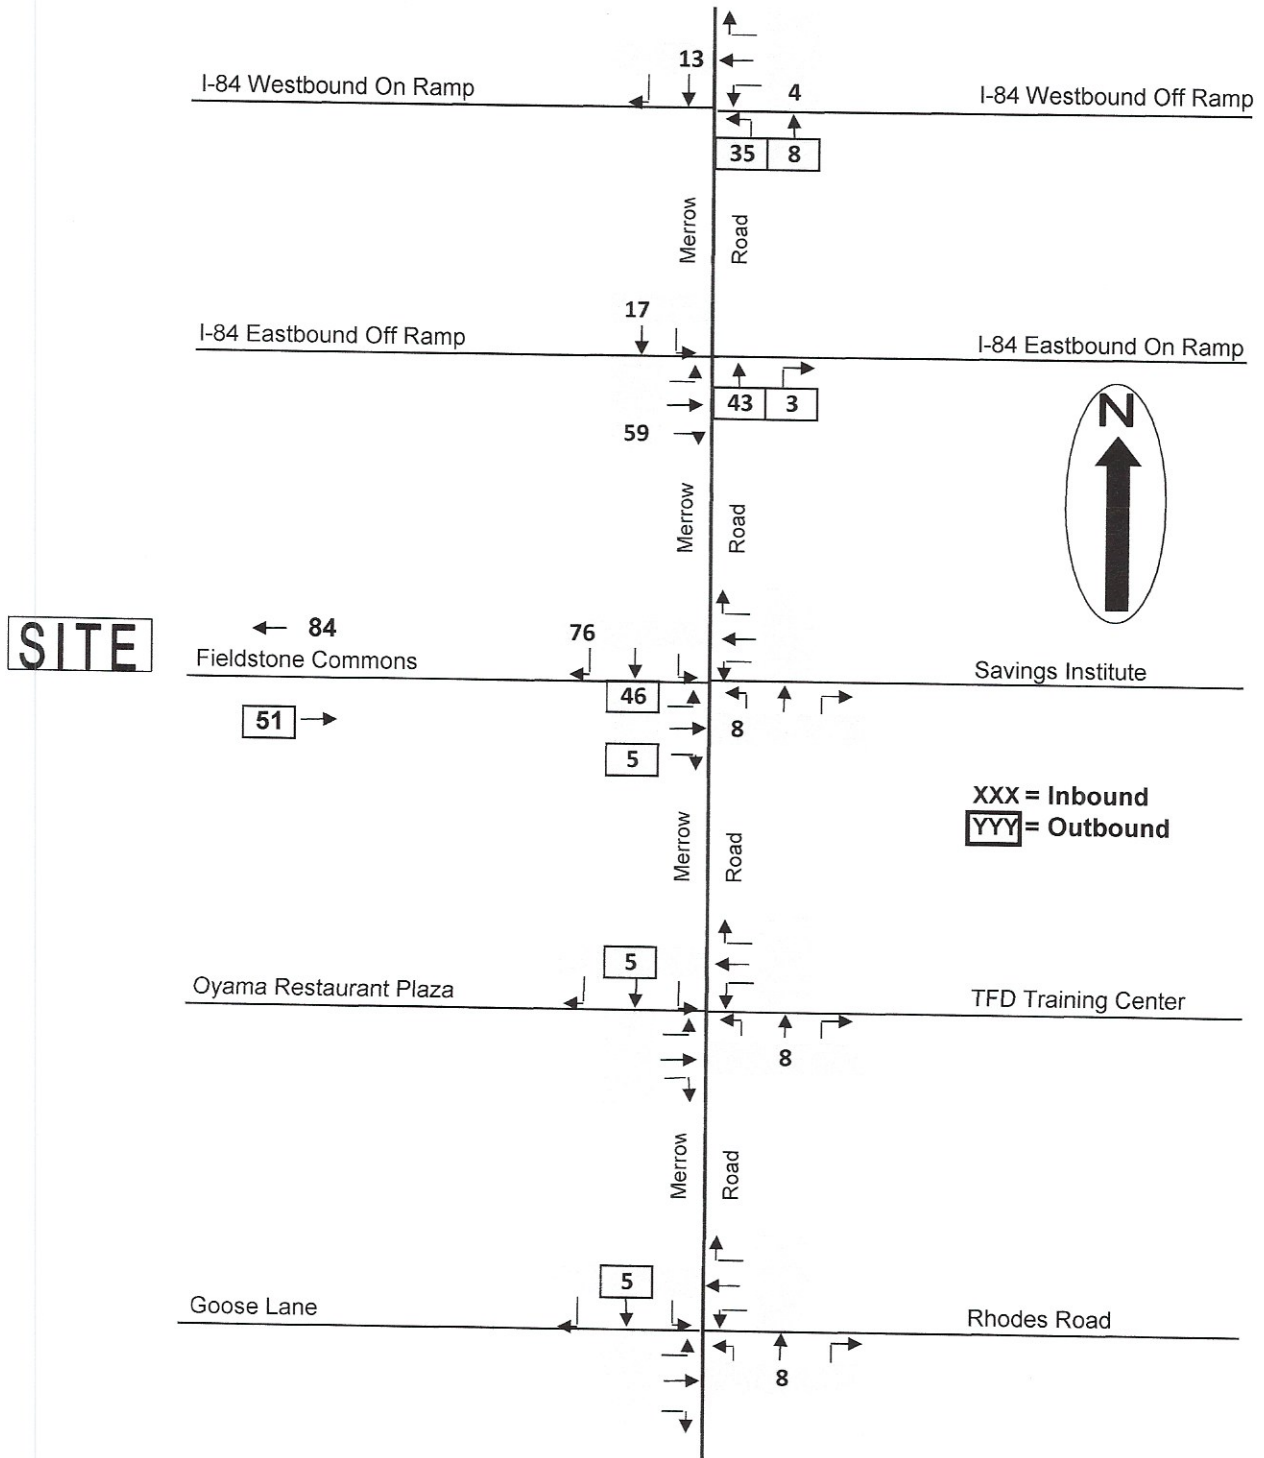 13
I-84 Westbound On Ramp
4
I-84 Westbound Off Ramp
35 8
Merrow Road
17
I-84 Eastbound Off Ramp
I-84 Eastbound On Ramp
43 3
N
59
Merrow Road
SITE
84
76
Fieldstone Commons
Savings Institute
46
51
8
5
XXX = Inbound
YYY = Outbound
Merrow Road
5
Oyama Restaurant Plaza
TFD Training Center
8
Merrow Road
5
Goose Lane
Rhodes Road
8